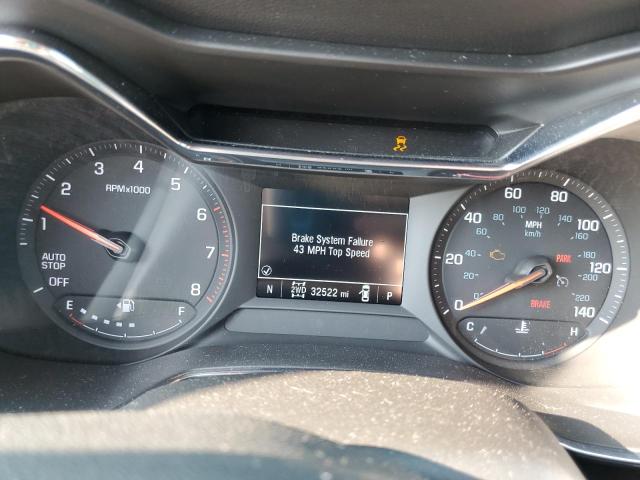 RPMx1000
1 2 3 4 5 6 7 8
AUTO
STOP
OFF
E F
Brake System Failure
43 MPH Top Speed
N 2WD 32522 mi P
0 20 40 60 80 100 120 140
0 20 40 60 80 100 120 140 160 180 200 220
MPH
km/h
PARK
BRAKE
C H